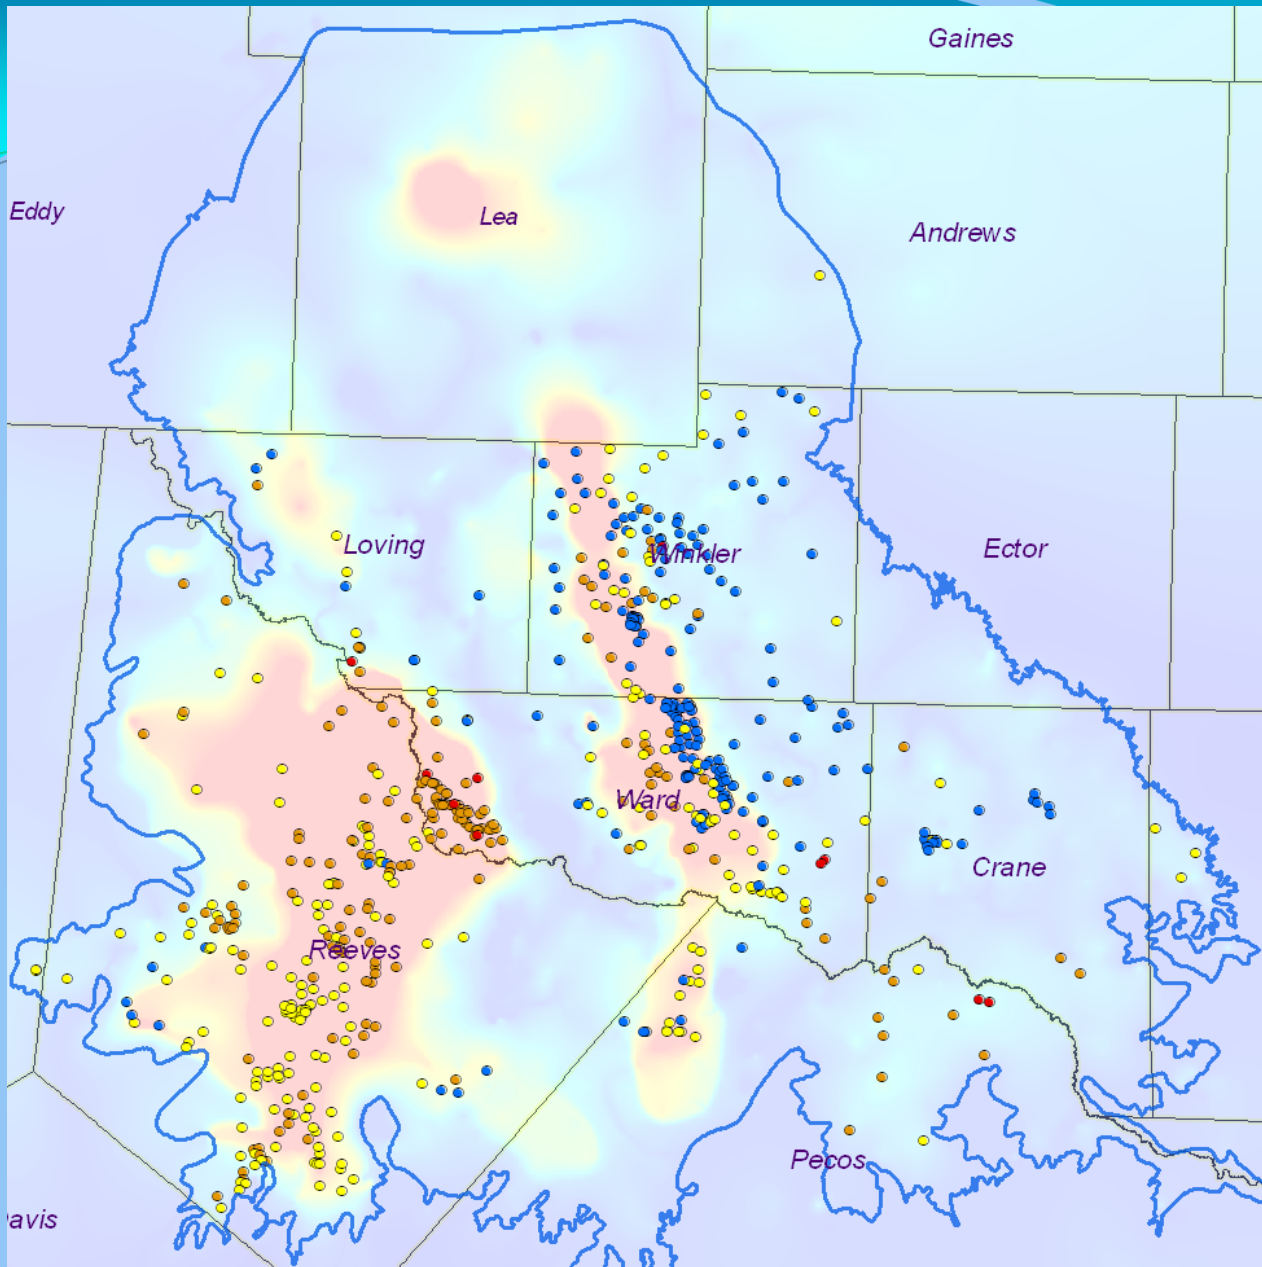 Gaines
Eddy
Lea
Andrews
Loving
Winkler
Ector
Ward
Crane
Reeves
Pecos
avis